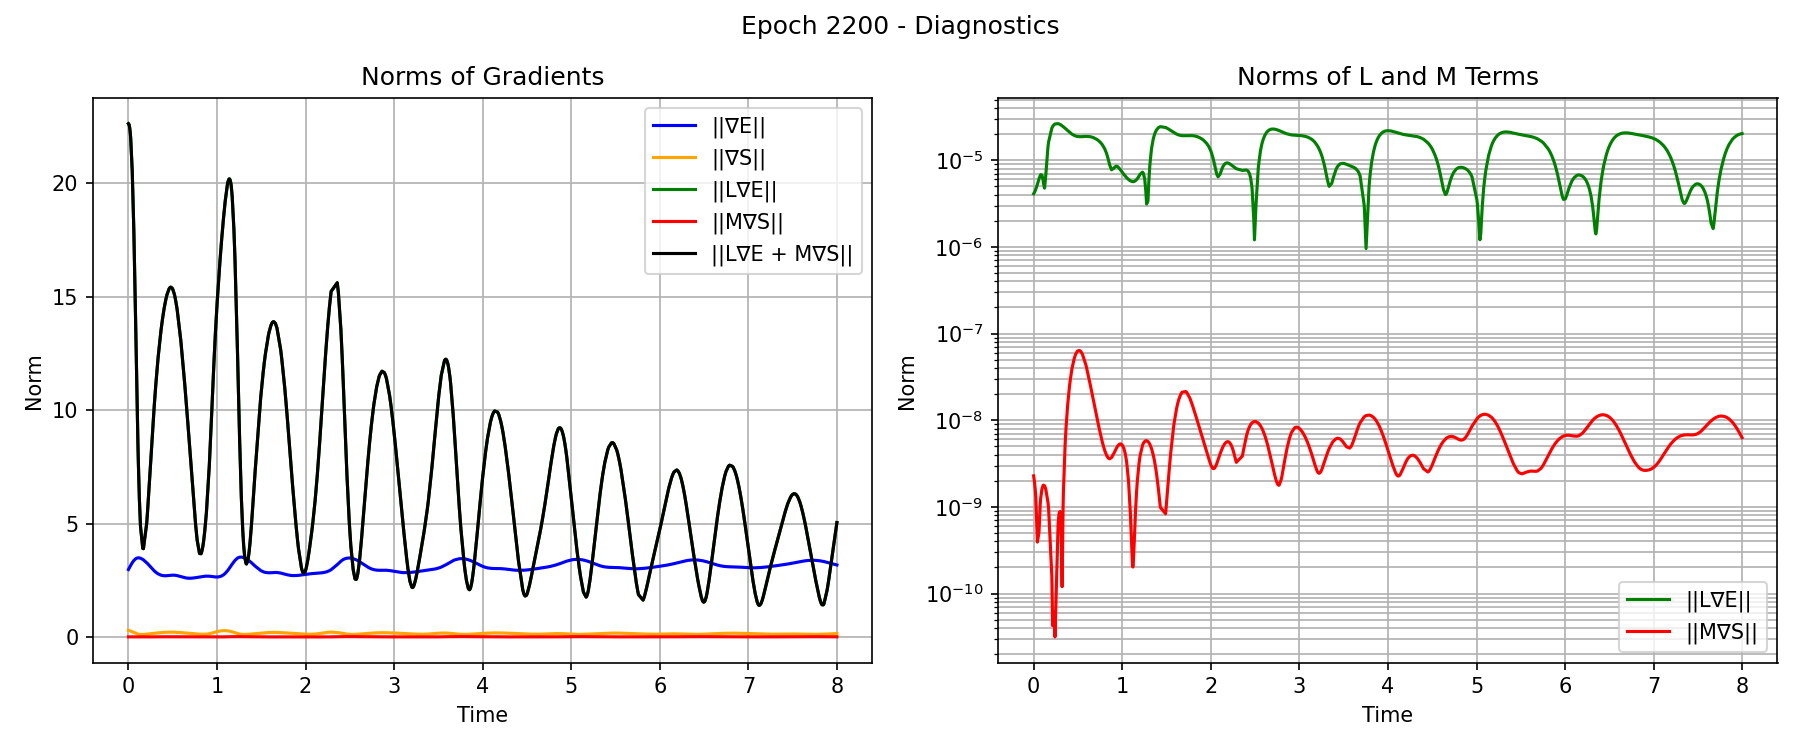 Epoch 2200 - Diagnostics
Norms of Gradients
Norm
20
15
10
5
0
||∇E||
||∇S||
||L∇E||
||M∇S||
||L∇E + M∇S||
0 1 2 3 4 5 6 7 8
Time
Norms of L and M Terms
Norm
10⁻⁵
10⁻⁶
10⁻⁷
10⁻⁸
10⁻⁹
10⁻¹⁰
||L∇E||
||M∇S||
0 1 2 3 4 5 6 7 8
Time